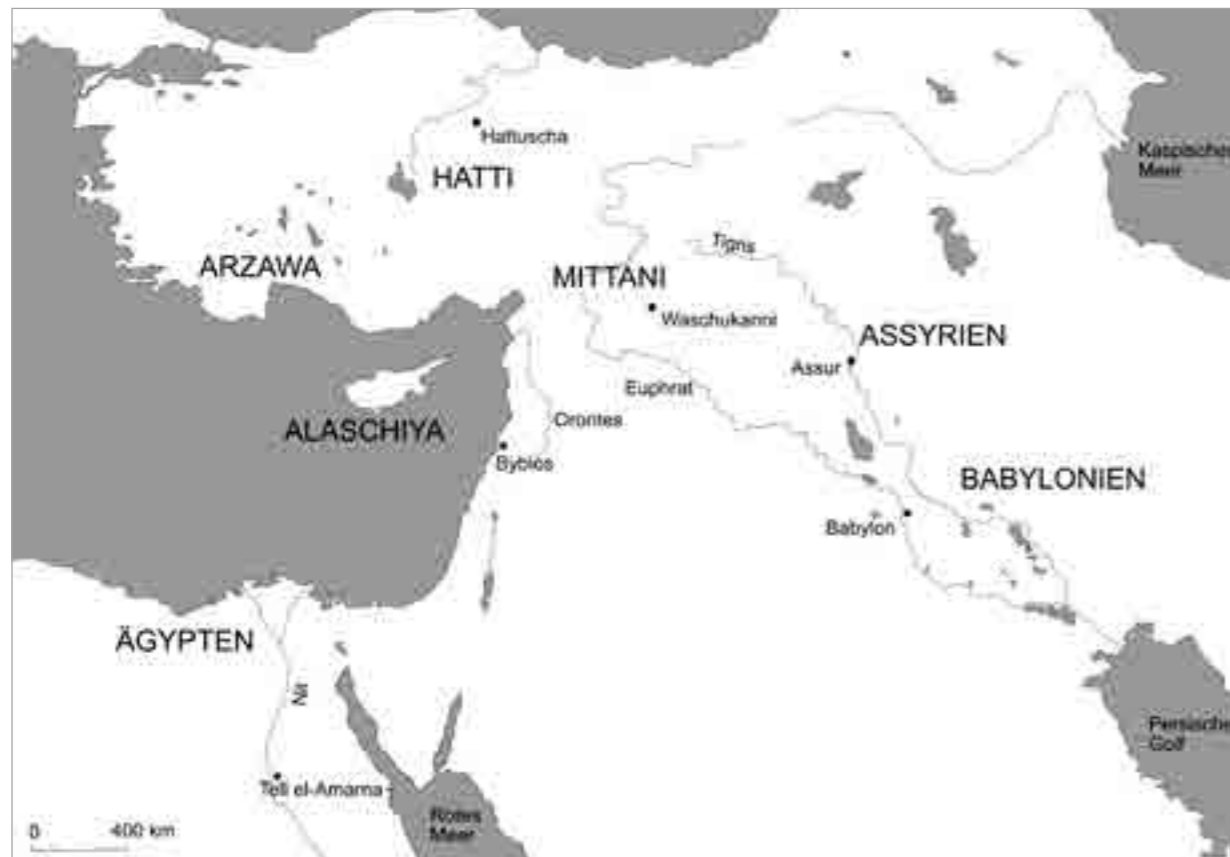 Hattuscha
Kaspisches
Meer
HATTI
Tigris
ARZAWA
MITTANI
Waschukanni
ASSYRIEN
Assur
Euphrat
Orontes
ALASCHIYA
Byblos
BABYLONIEN
Babylon
ÄGYPTEN
Nil
Persischer
Golf
Tell el-Amarna
Rotes
Meer
0 400 km